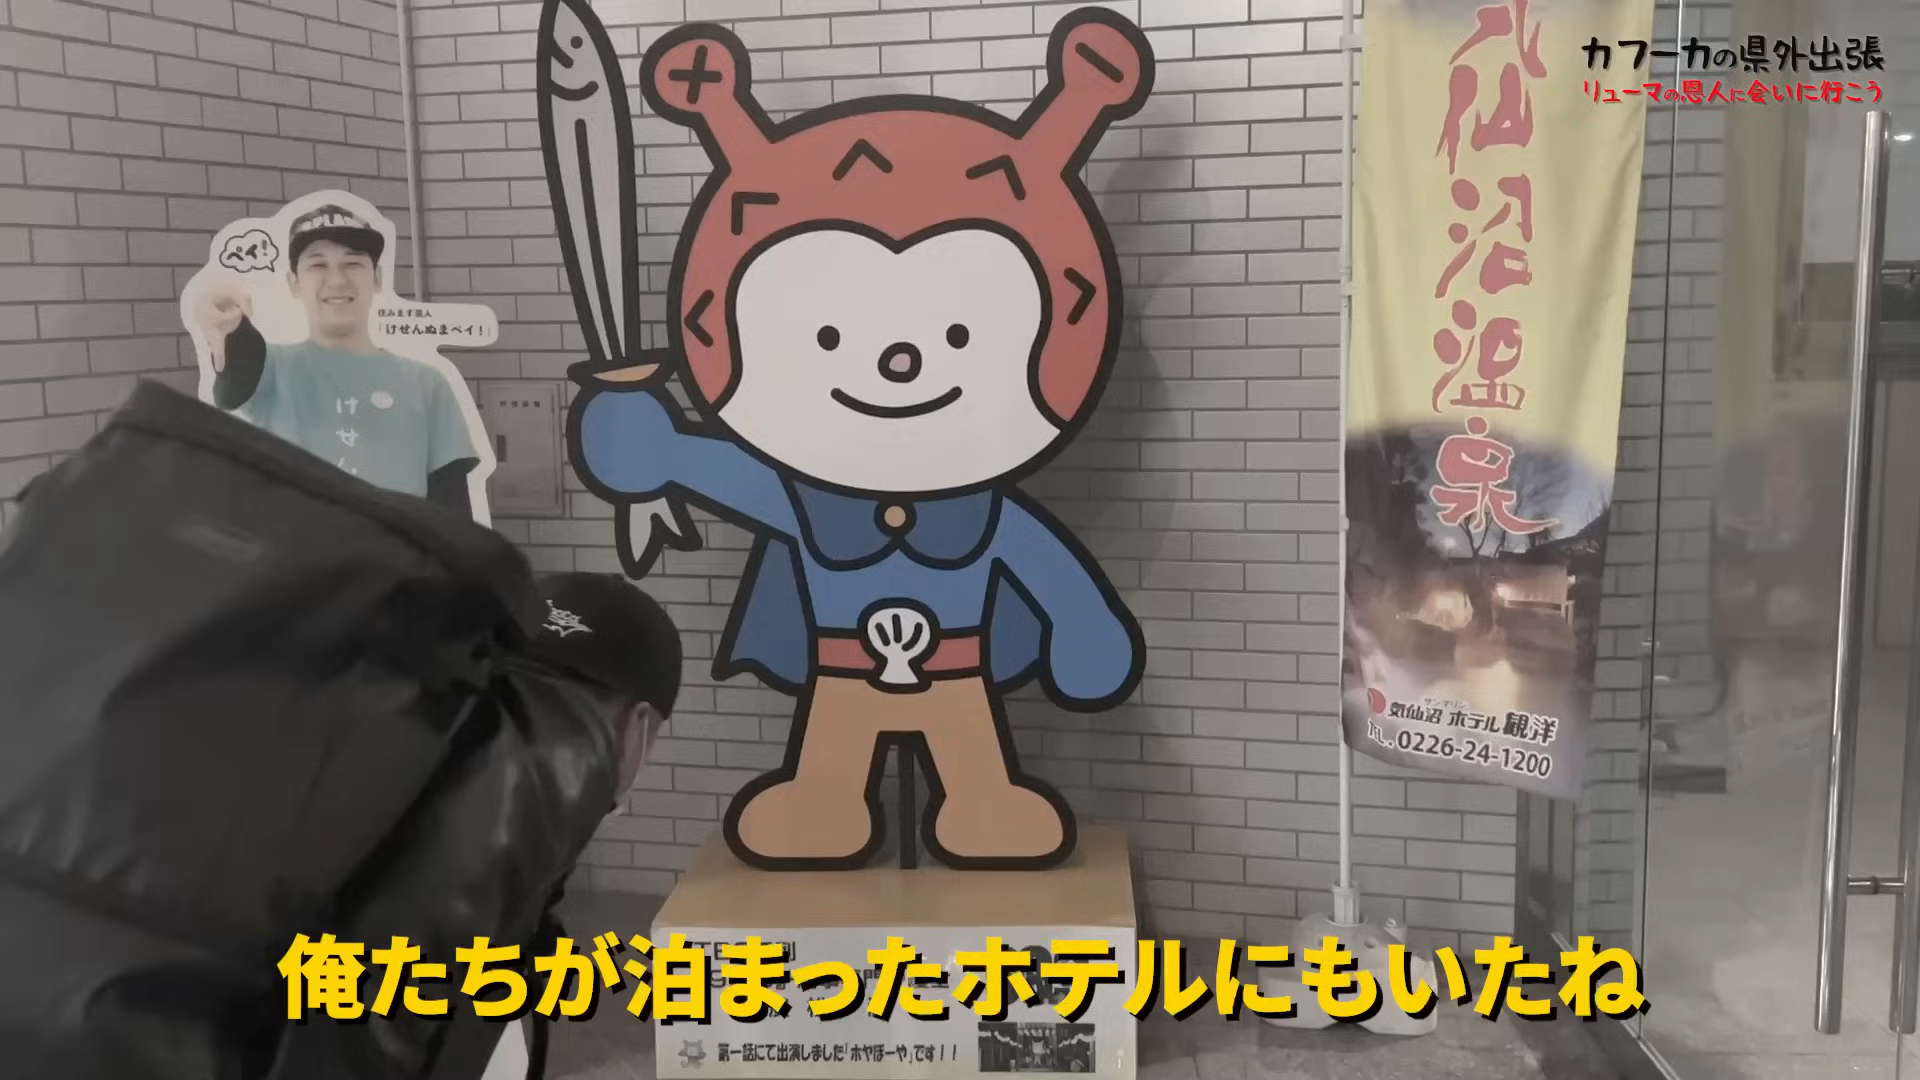 カフーカの県外出張
リューマの恩人に会いに行こう
気仙沼温泉
ペイ!
住みます芸人
「けせんぬまペイ!」
けせん
サンマリン
気仙沼 ホテル観洋
TEL.0226-24-1200
俺たちが泊まったホテルにもいたね
第一話にて出演しました「ホヤぼーや」です!!